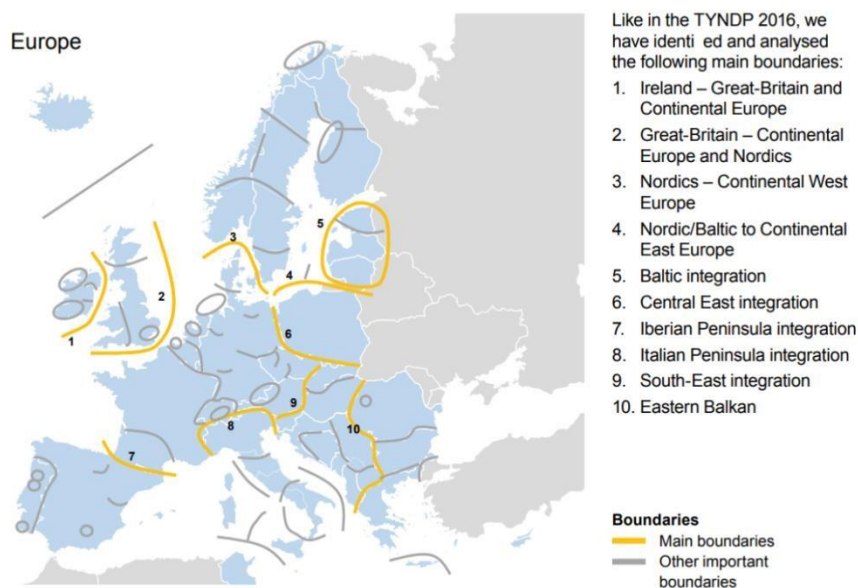 Europe
1
2
3
4
5
6
7
8
9
10
Like in the TYNDP 2016, we
have identi ed and analysed
the following main boundaries:
1. Ireland – Great-Britain and
Continental Europe
2. Great-Britain – Continental
Europe and Nordics
3. Nordics – Continental West
Europe
4. Nordic/Baltic to Continental
East Europe
5. Baltic integration
6. Central East integration
7. Iberian Peninsula integration
8. Italian Peninsula integration
9. South-East integration
10. Eastern Balkan
Boundaries
Main boundaries
Other important
boundaries